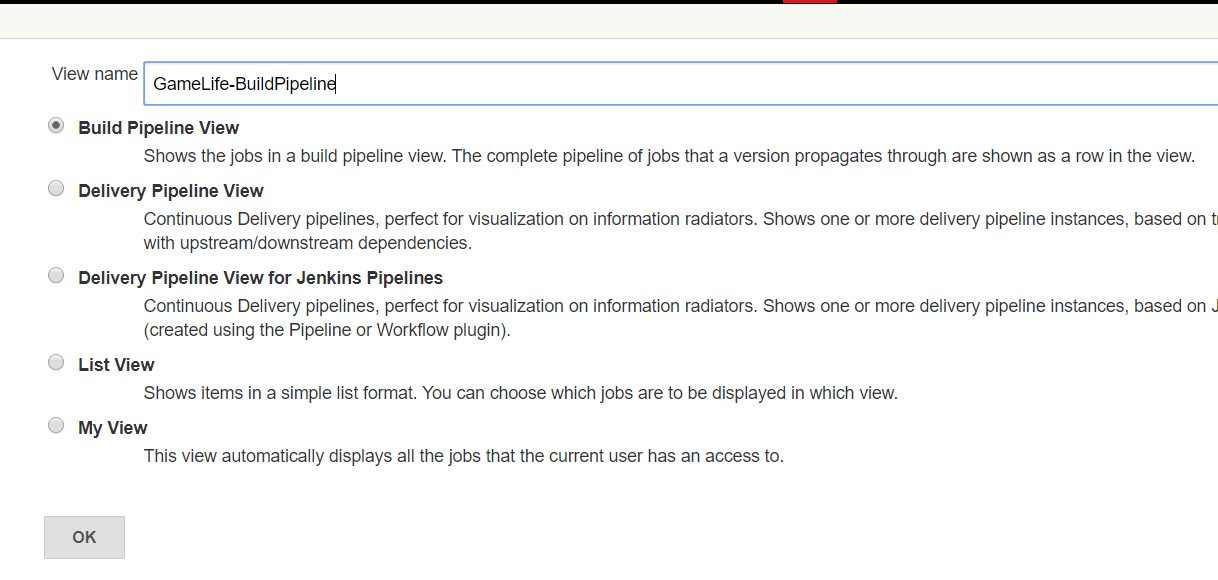 View name GameLife-BuildPipeline
Build Pipeline View
Shows the jobs in a build pipeline view. The complete pipeline of jobs that a version propagates through are shown as a row in the view.
Delivery Pipeline View
Continuous Delivery pipelines, perfect for visualization on information radiators. Shows one or more delivery pipeline instances, based on
with upstream/downstream dependencies.
Delivery Pipeline View for Jenkins Pipelines
Continuous Delivery pipelines, perfect for visualization on information radiators. Shows one or more delivery pipeline instances, based on
(created using the Pipeline or Workflow plugin).
List View
Shows items in a simple list format. You can choose which jobs are to be displayed in which view.
My View
This view automatically displays all the jobs that the current user has an access to.
OK